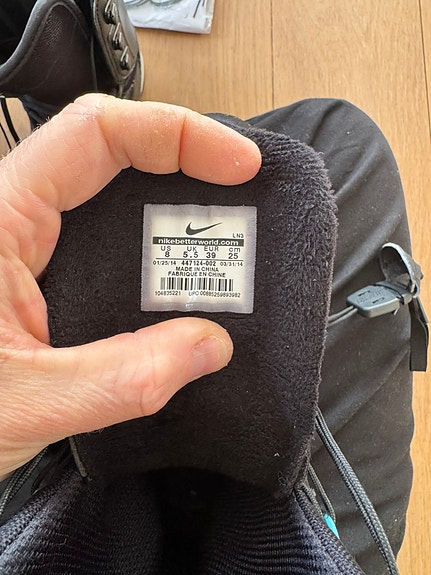 LN3
nikebetterworld.com
US UK EUR cm
8 5.5 39 25
01/25/14 447124-002 03/31/14
MADE IN CHINA
FABRIQUE EN CHINE
104635221 UPC 00885259893982